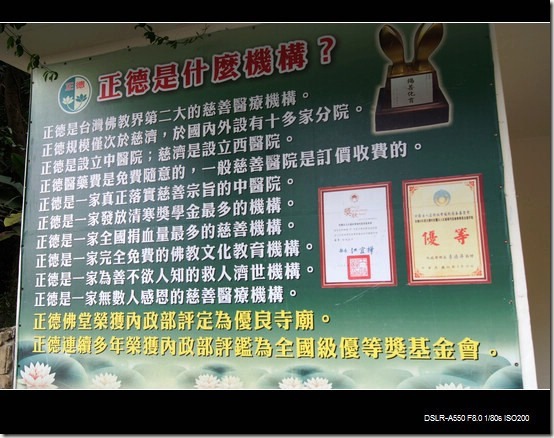 正德
正德是什麼機構？
正德是台灣佛教界第二大的慈善醫療機構。
正德規模僅次於慈濟，於國內外設有十多家分院。
正德是設立中醫院；慈濟是設立西醫院。
正德醫藥費是免費隨意的，一般慈善醫院是訂價收費的。
正德是一家真正落實慈善宗旨的中醫院。
正德是一家發放清寒獎學金最多的機構。
正德是一家全國捐血量最多的慈善機構。
正德是一家完全免費的佛教文化教育機構。
正德是一家為善不欲人知的救人濟世機構。
正德是一家無數人感恩的慈善醫療機構。
正德佛堂榮獲內政部評定為優良寺廟。
正德連續多年榮獲內政部評鑑為全國級優等獎基金會。
優等
DSLR-A550 F8.0 1/80s ISO200